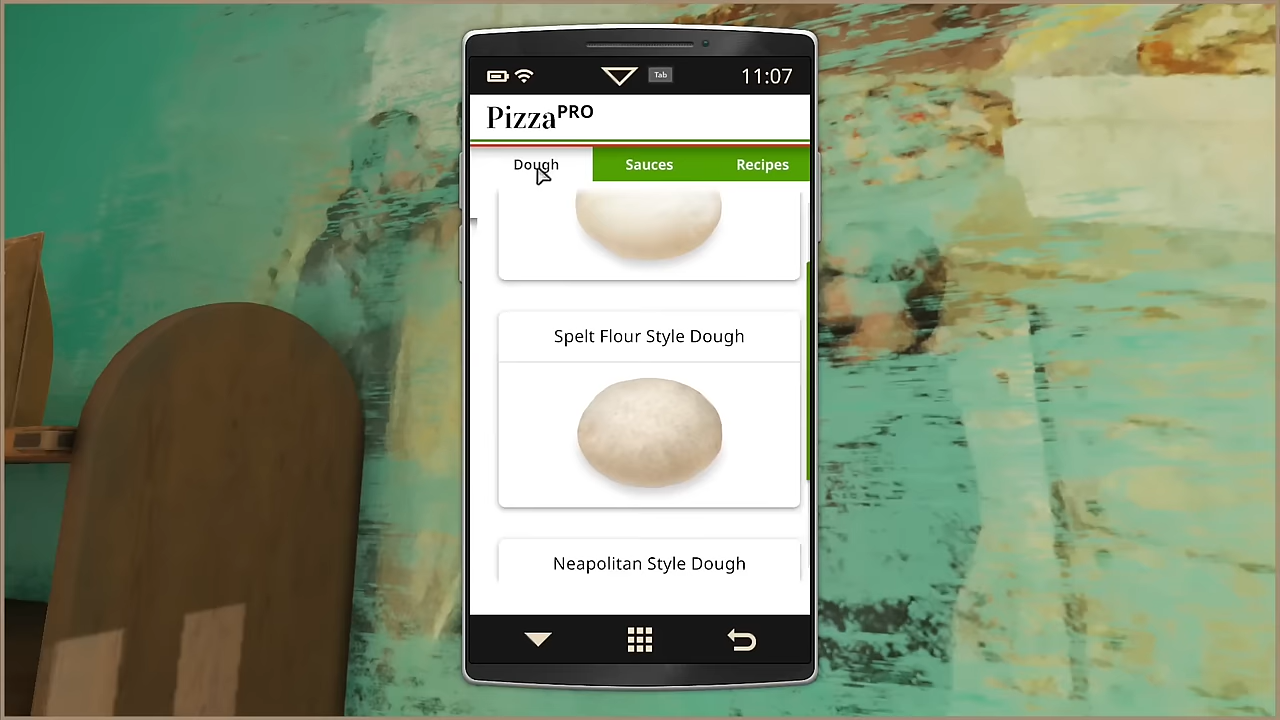 Tab
11:07
PizzaPRO
Dough Sauces Recipes
Spelt Flour Style Dough
Neapolitan Style Dough